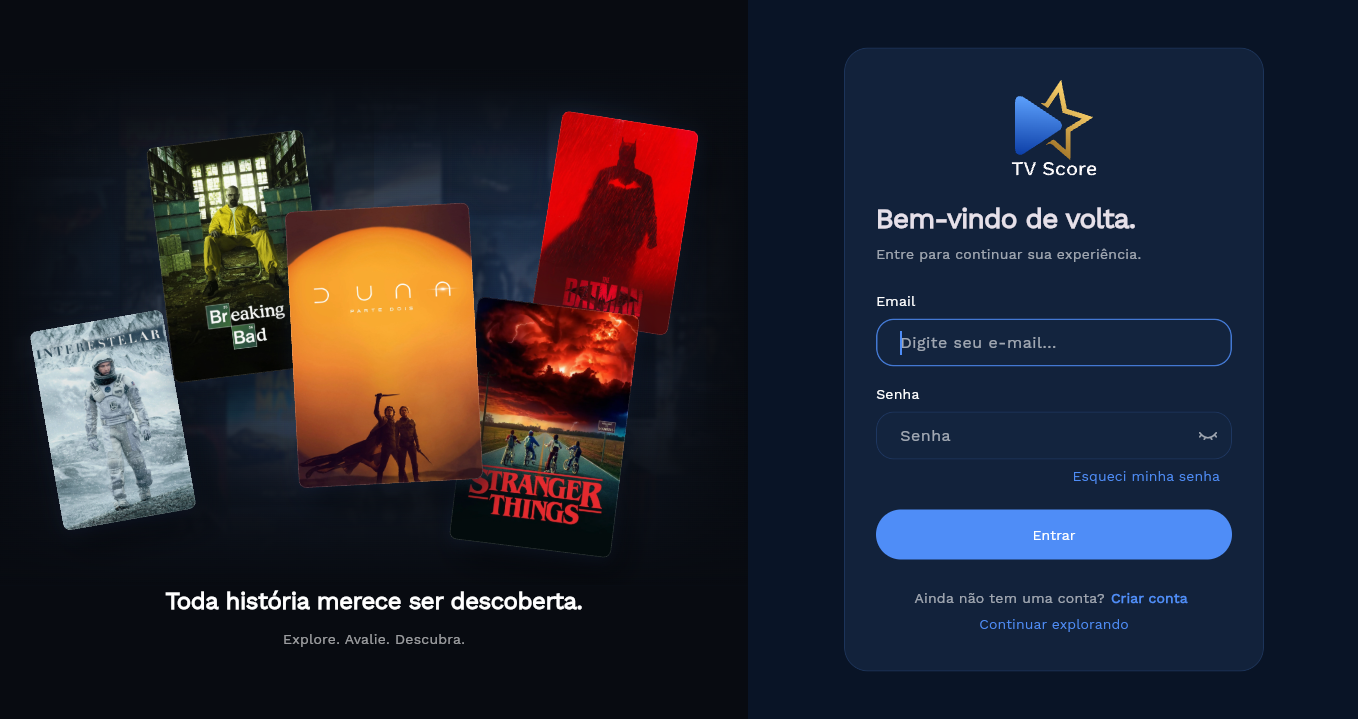 INTERESTELAR
Breaking
Bad
DUNA
PARTE DOIS
THE
BATMAN
STRANGER
THINGS
Toda história merece ser descoberta.
Explore. Avalie. Descubra.
TV Score
Bem-vindo de volta.
Entre para continuar sua experiência.
Email
Digite seu e-mail...
Senha
Senha
Esqueci minha senha
Entrar
Ainda não tem uma conta? Criar conta
Continuar explorando